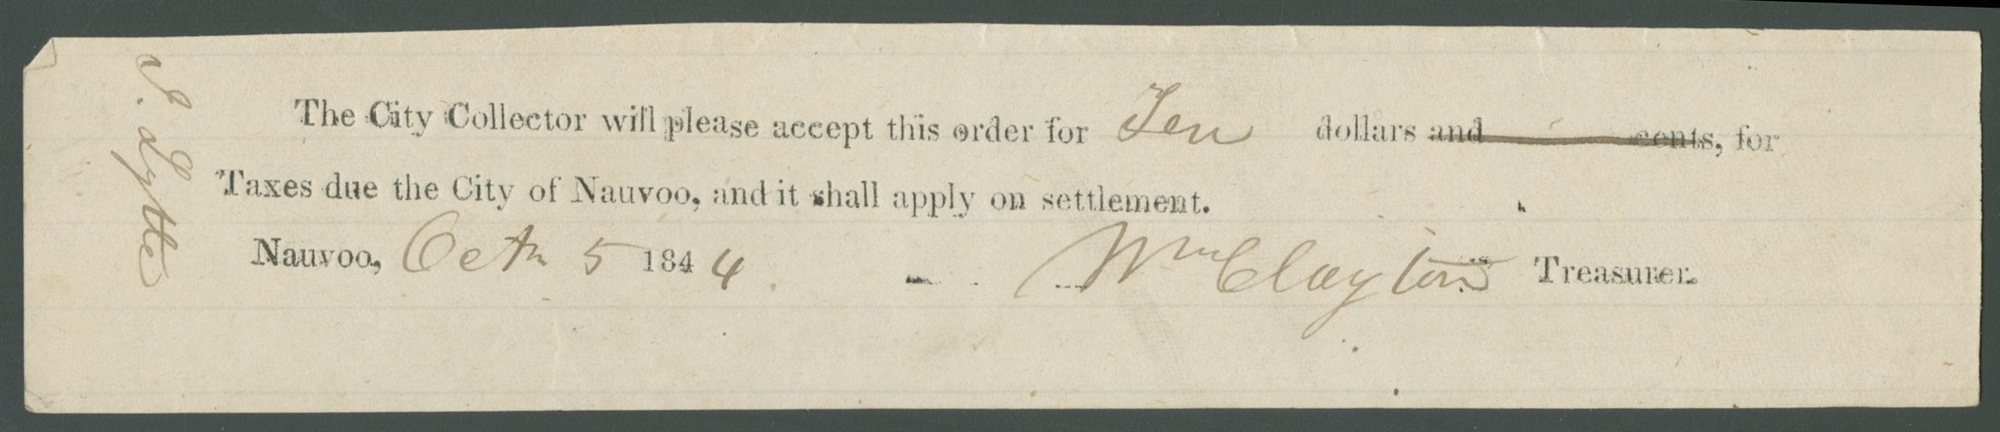 The City Collector will please accept this order for Ten dollars and cents, for
Taxes due the City of Nauvoo, and it shall apply on settlement.
Nauvoo, Octr 5 1844. Wm Clayton Treasurer.
J. Lytle